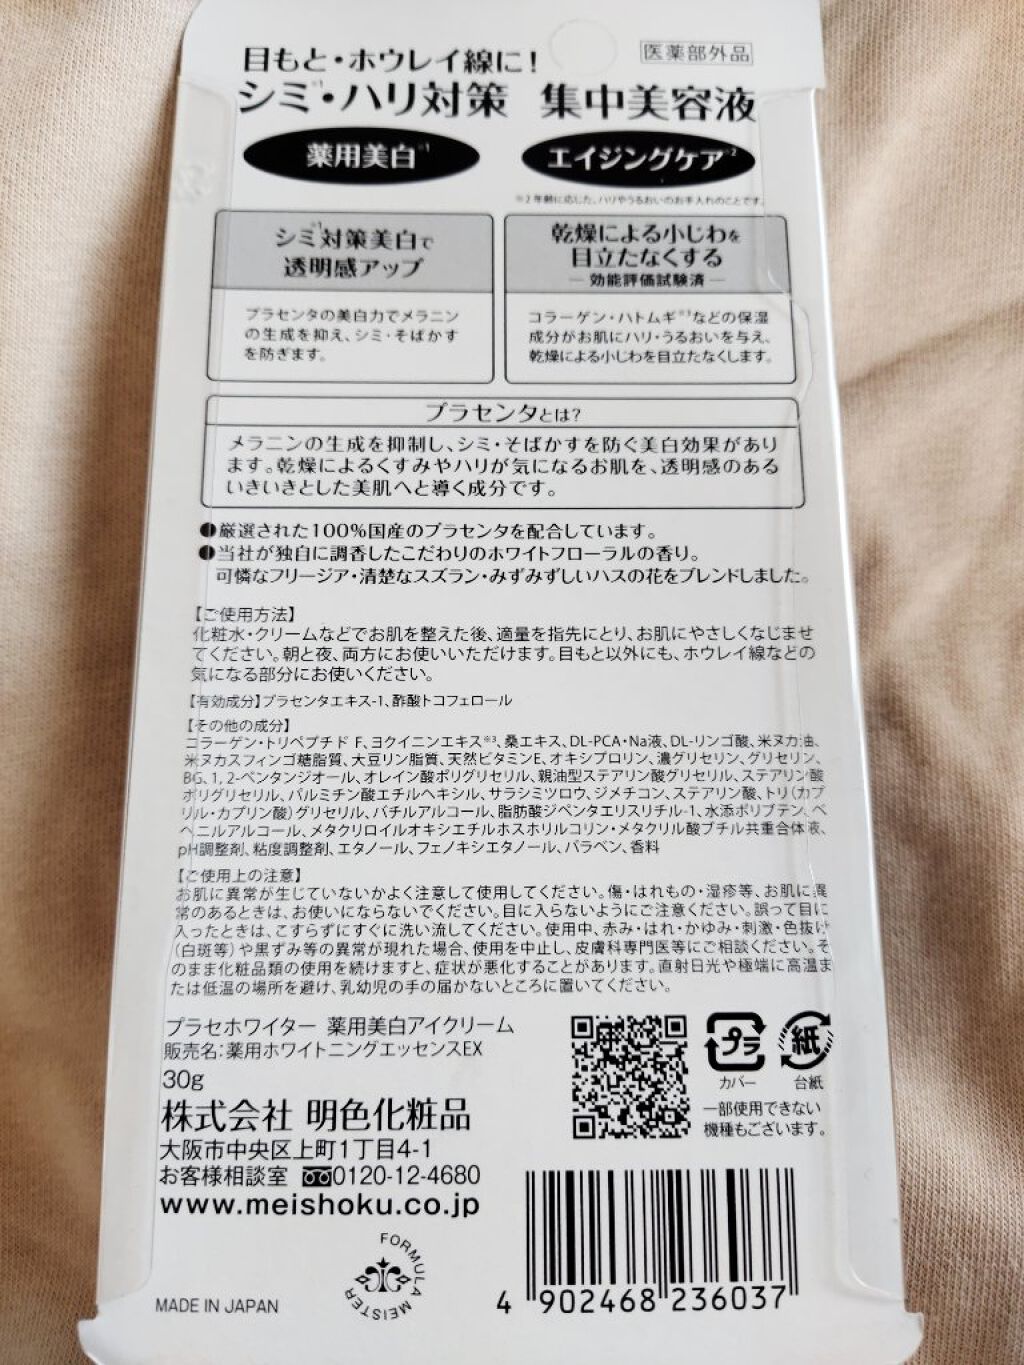 目もと・ホウレイ線に!
医薬部外品
シミ※1・ハリ対策 集中美容液
薬用美白※1
エイジングケア※2
※2 年齢に応じた、ハリやうるおいのお手入れのことです。
シミ※1対策美白で
透明感アップ
プラセンタの美白力でメラニン
の生成を抑え、シミ・そばかす
を防ぎます。
乾燥による小じわを
目立たなくする
― 効能評価試験済 ―
コラーゲン・ハトムギ※3などの保湿
成分がお肌にハリ・うるおいを与え、
乾燥による小じわを目立たなくします。
プラセンタとは?
メラニンの生成を抑制し、シミ・そばかすを防ぐ美白効果があり
ます。乾燥によるくすみやハリが気になるお肌を、透明感のある
いきいきとした美肌へと導く成分です。
●厳選された100%国産のプラセンタを配合しています。
●当社が独自に調香したこだわりのホワイトフローラルの香り。
可憐なフリージア・清楚なスズラン・みずみずしいハスの花をブレンドしました。
【ご使用方法】
化粧水・クリームなどでお肌を整えた後、適量を指先にとり、お肌にやさしくなじませ
てください。朝と夜、両方にお使いいただけます。目もと以外にも、ホウレイ線などの
気になる部分にお使いください。
【有効成分】プラセンタエキス-1、酢酸トコフェロール
【その他の成分】
コラーゲン・トリペプチド F、ヨクイニンエキス※3、桑エキス、DL-PCA・Na液、DL-リンゴ酸、米ヌカ油、
米ヌカスフィンゴ糖脂質、大豆リン脂質、天然ビタミンE、オキシプロリン、濃グリセリン、グリセリン、
BG、1,2-ペンタンジオール、オレイン酸ポリグリセリル、親油型ステアリン酸グリセリル、ステアリン酸
ポリグリセリル、パルミチン酸エチルヘキシル、サラシミツロウ、ジメチコン、ステアリン酸、トリ(カプ
リル・カプリン酸)グリセリル、バチルアルコール、脂肪酸ジペンタエリスリチル-1、水添ポリブテン、ベ
ヘニルアルコール、メタクリロイルオキシエチルホスホリルコリン・メタクリル酸ブチル共重合体液、
pH調整剤、粘度調整剤、エタノール、フェノキシエタノール、パラベン、香料
【ご使用上の注意】
お肌に異常が生じていないかよく注意して使用してください。傷・はれもの・湿疹等、お肌に異
常のあるときは、お使いにならないでください。目に入らないようにご注意ください。誤って目に
入ったときは、こすらずにすぐに洗い流してください。使用中、赤み・はれ・かゆみ・刺激・色抜け
(白斑等)や黒ずみ等の異常が現れた場合、使用を中止し、皮膚科専門医等にご相談ください。そ
のまま化粧品類の使用を続けますと、症状が悪化することがあります。直射日光や極端に高温ま
たは低温の場所を避け、乳幼児の手の届かないところに置いてください。
プラセホワイター 薬用美白アイクリーム
販売名:薬用ホワイトニングエッセンスEX
30g
株式会社 明色化粧品
大阪市中央区上町1丁目4-1
お客様相談室 0120-12-4680
www.meishoku.co.jp
プラ
カバー
紙
台紙
一部使用できない
機種もございます。
FORMULA MEISTER
MADE IN JAPAN
4 902468 236037